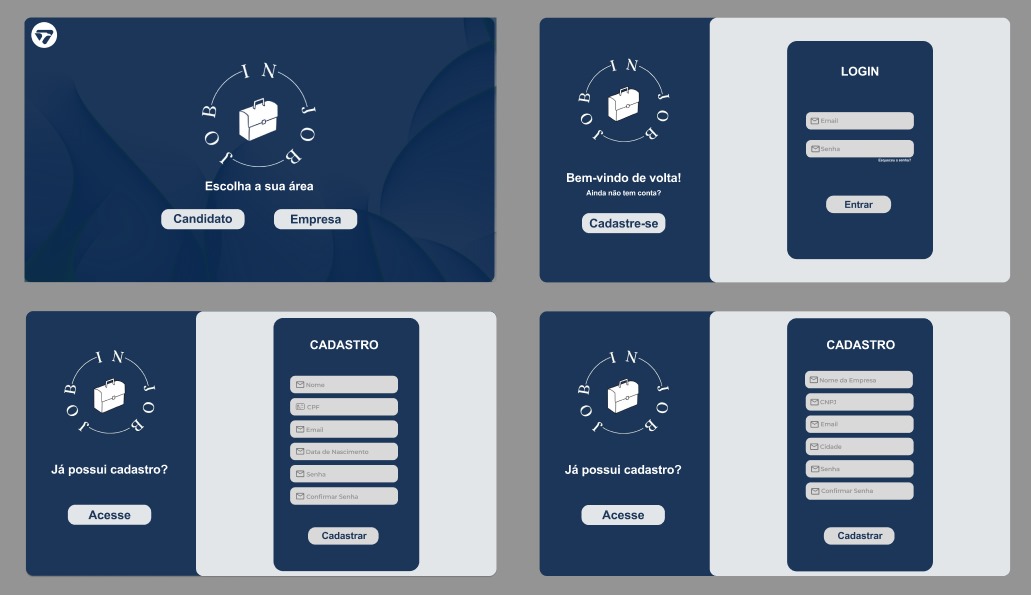 JOB IN JOB
Escolha a sua área
Candidato
Empresa
JOB IN JOB
Bem-vindo de volta!
Ainda não tem conta?
Cadastre-se
LOGIN
Email
Senha
Esqueceu a senha?
Entrar
JOB IN JOB
Já possui cadastro?
Acesse
CADASTRO
Nome
CPF
Email
Data de Nascimento
Senha
Confirmar Senha
Cadastrar
JOB IN JOB
Já possui cadastro?
Acesse
CADASTRO
Nome da Empresa
CNPJ
Email
Cidade
Senha
Confirmar Senha
Cadastrar